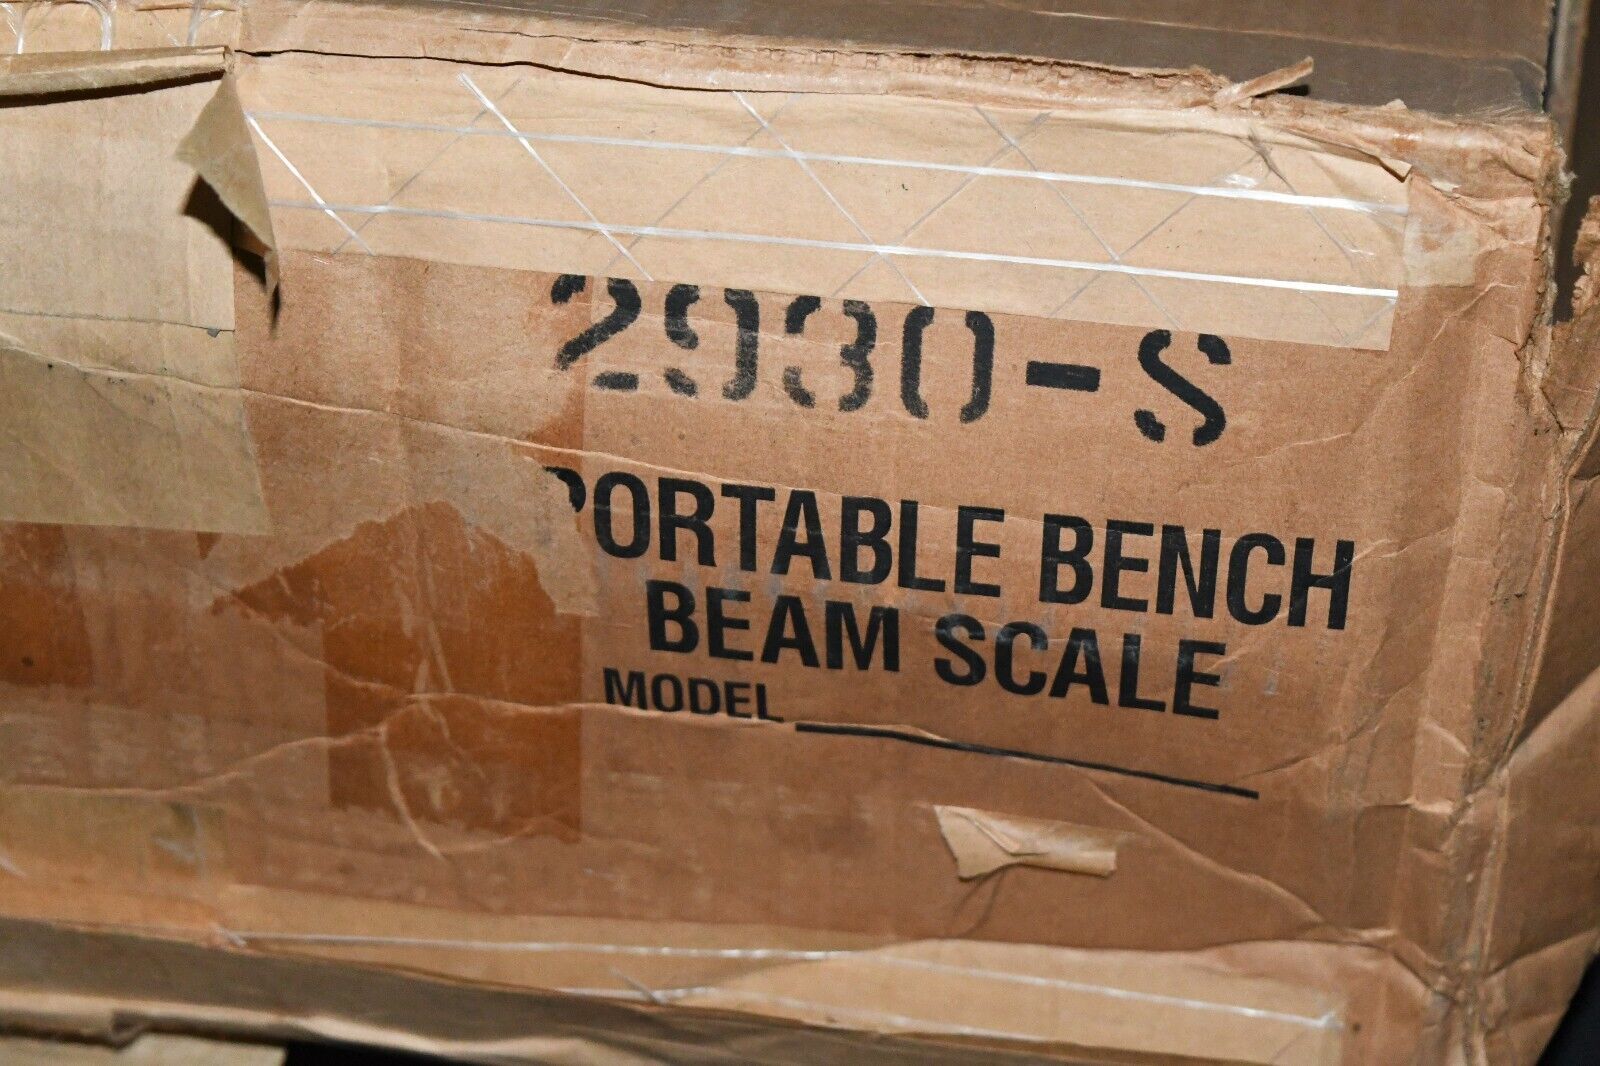 2930-S
PORTABLE BENCH
BEAM SCALE
MODEL